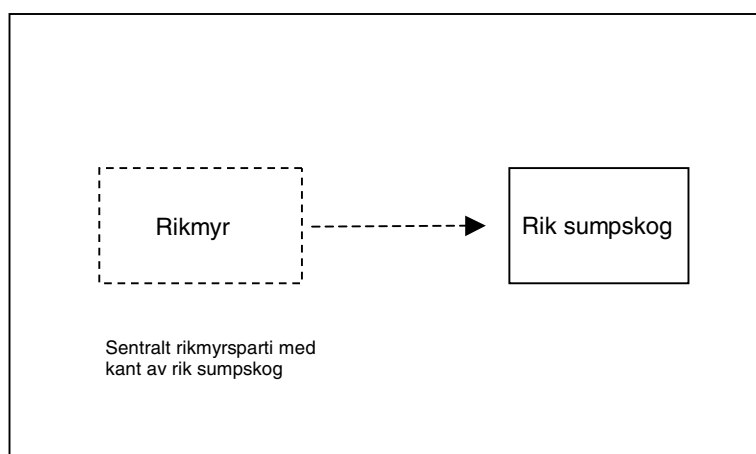 Rikmyr
Rik sumpskog
Sentralt rikmyrsparti med
kant av rik sumpskog